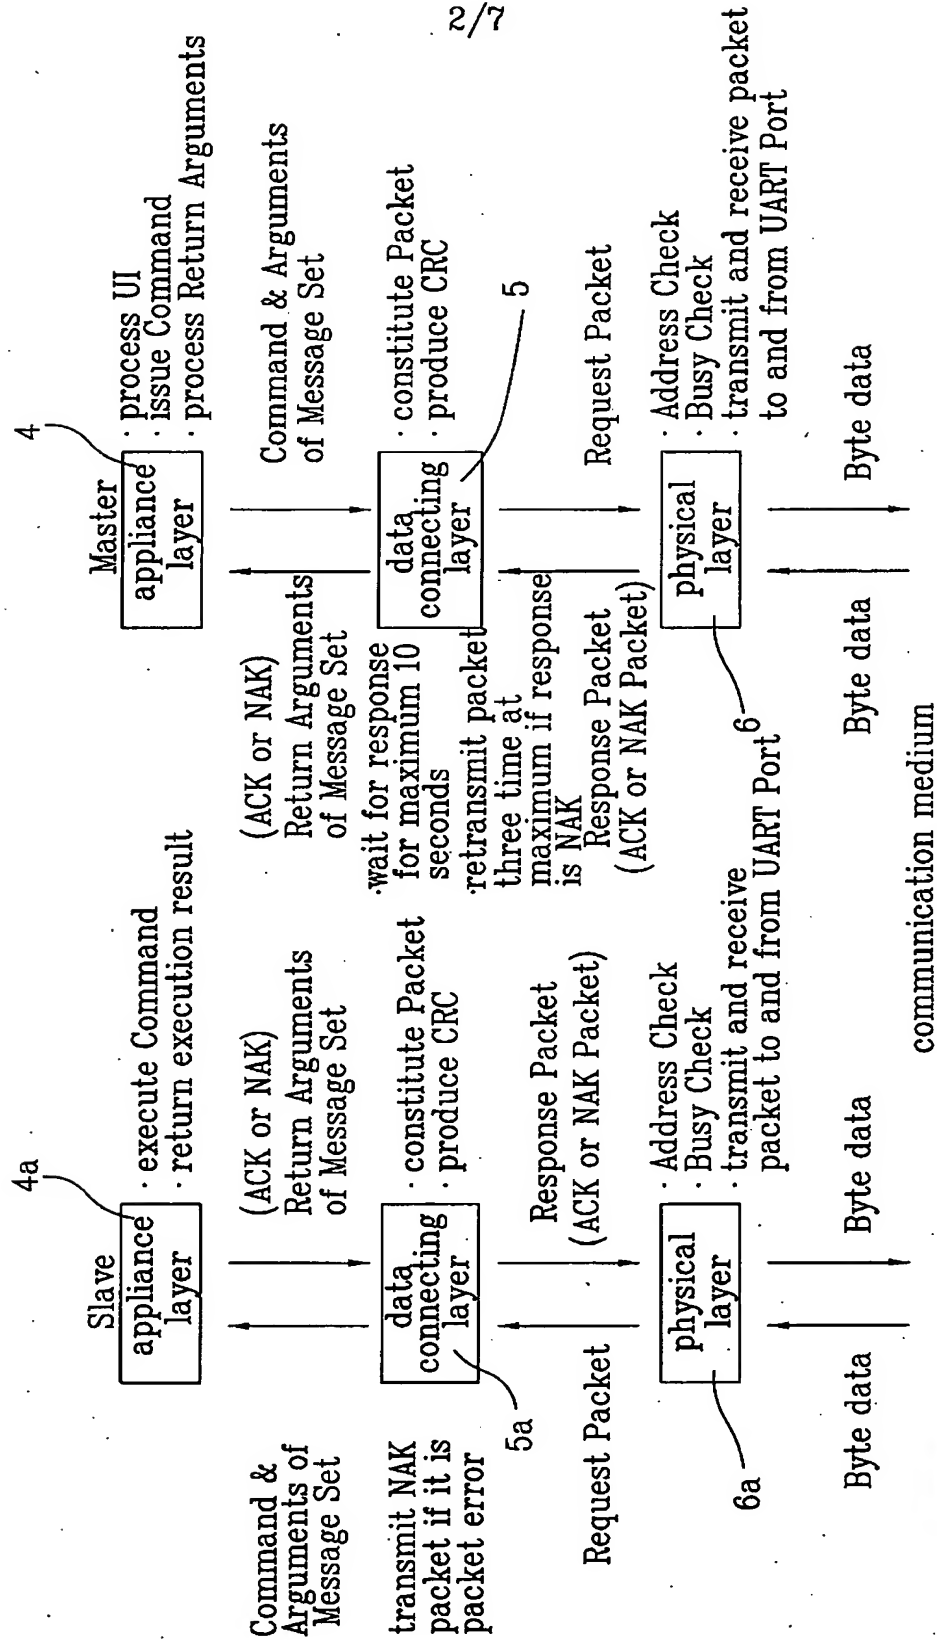 2/7
4a
Slave
appliance
layer
· execute Command
· return execution result
Command &
Arguments of
Message Set
(ACK or NAK)
Return Arguments
of Message Set
transmit NAK
packet if it is
packet error
data
connecting
layer
5a
· constitute Packet
· produce CRC
Request Packet
Response Packet
(ACK or NAK Packet)
physical
layer
6a
· Address Check
· Busy Check
· transmit and receive
packet to and from UART Port
Byte data
Byte data
4
Master
appliance
layer
· process UI
· issue Command
· process Return Arguments
(ACK or NAK)
Return Arguments
of Message Set
Command & Arguments
of Message Set
·wait for response
for maximum 10
seconds
·retransmit packet
three time at
maximum if response
is NAK
data
connecting
layer
5
· constitute Packet
· produce CRC
Response Packet
(ACK or NAK Packet)
Request Packet
physical
layer
6
· Address Check
· Busy Check
· transmit and receive packet
to and from UART Port
Byte data
Byte data
communication medium